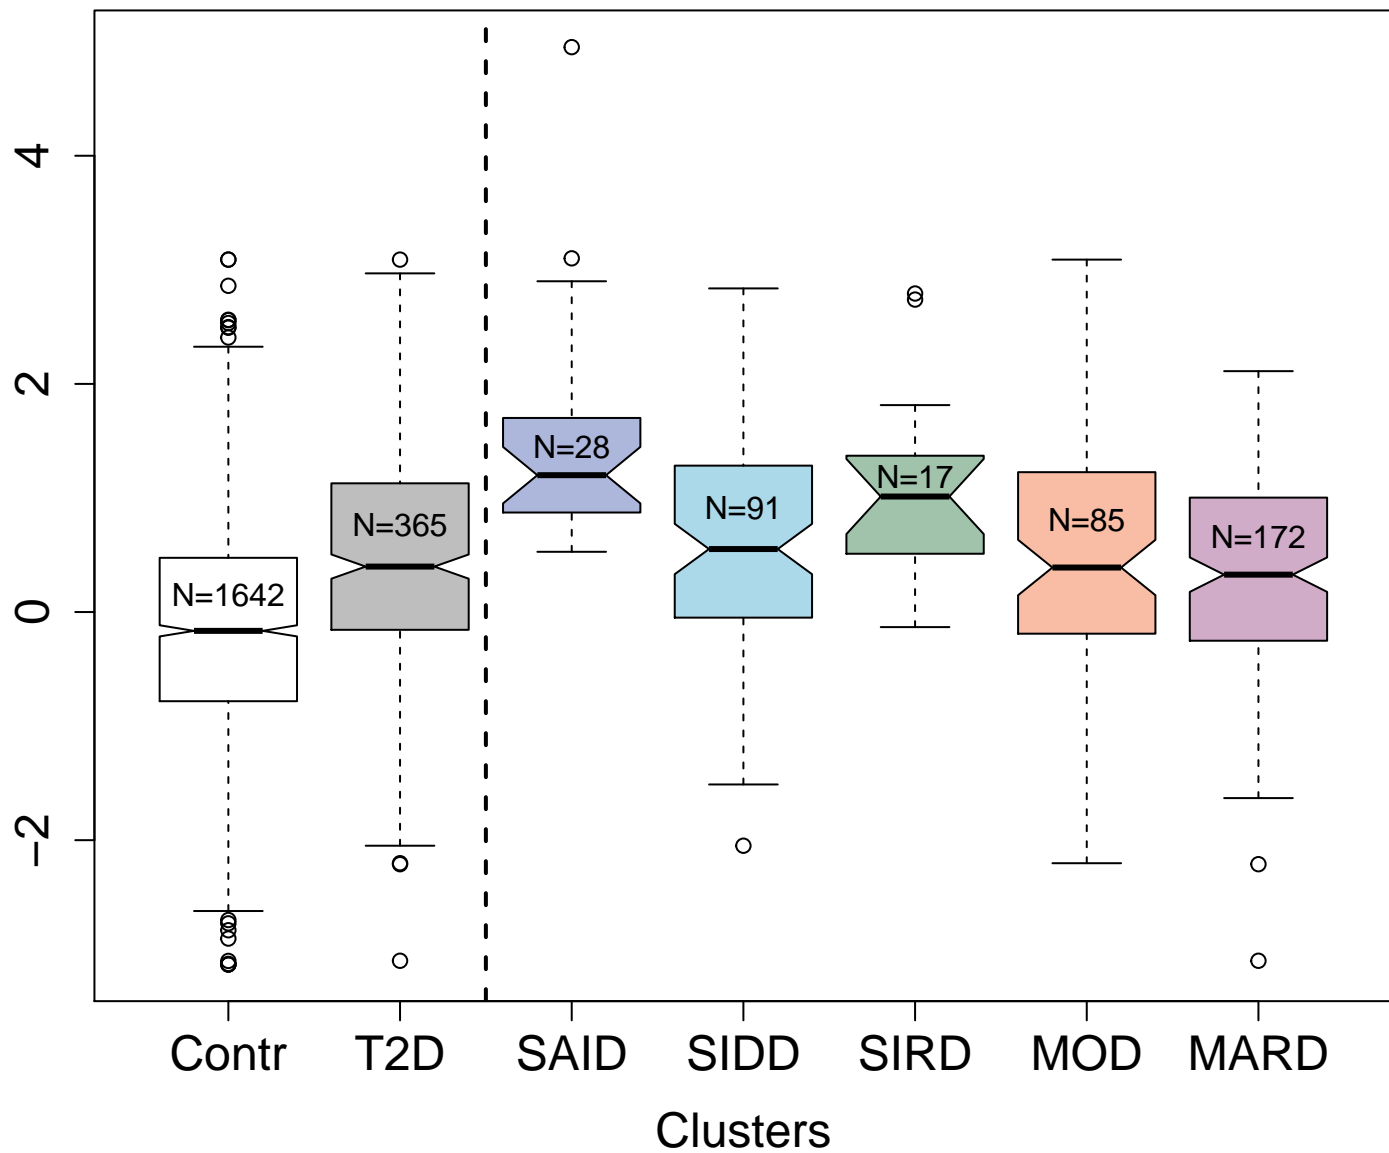 4
2
0
−2
N=1642
N=365
N=28
N=91
N=17
N=85
N=172
Contr T2D SAID SIDD SIRD MOD MARD
Clusters